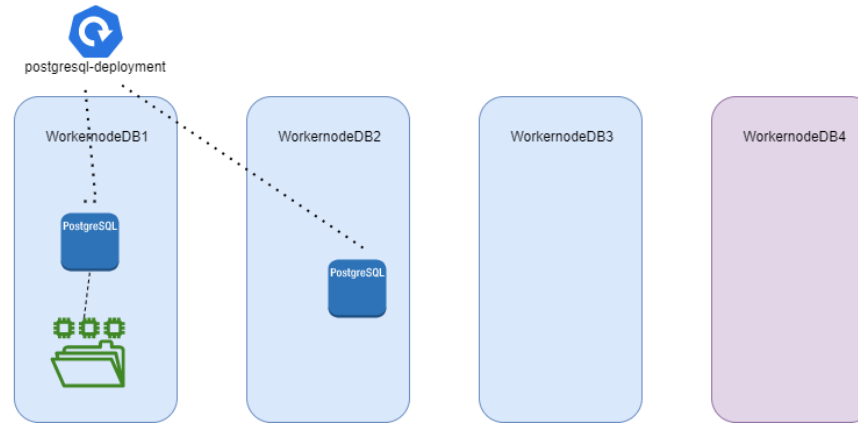 postgresql-deployment
WorkernodeDB1
WorkernodeDB2
WorkernodeDB3
WorkernodeDB4
PostgreSQL
PostgreSQL